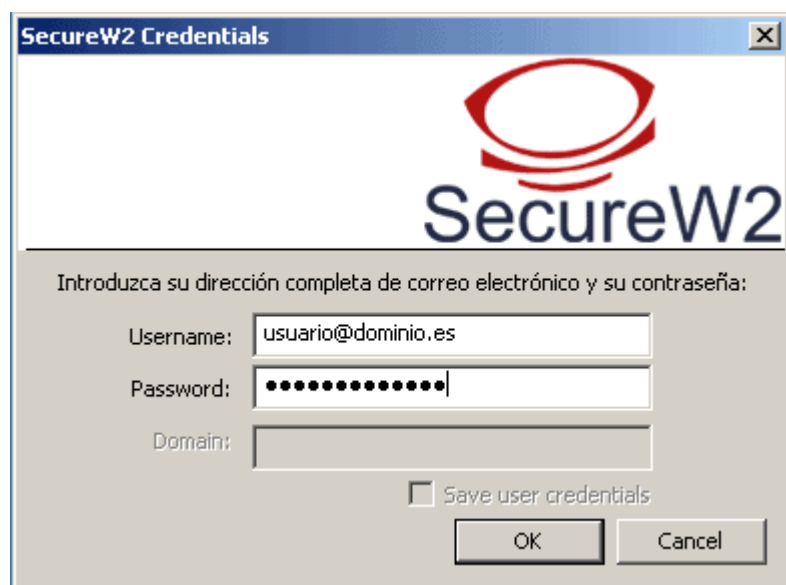 SecureW2 Credentials
SecureW2
Introduzca su dirección completa de correo electrónico y su contraseña:
Username: usuario@dominio.es
Password: •••••••••••••
Domain:
Save user credentials
OK Cancel